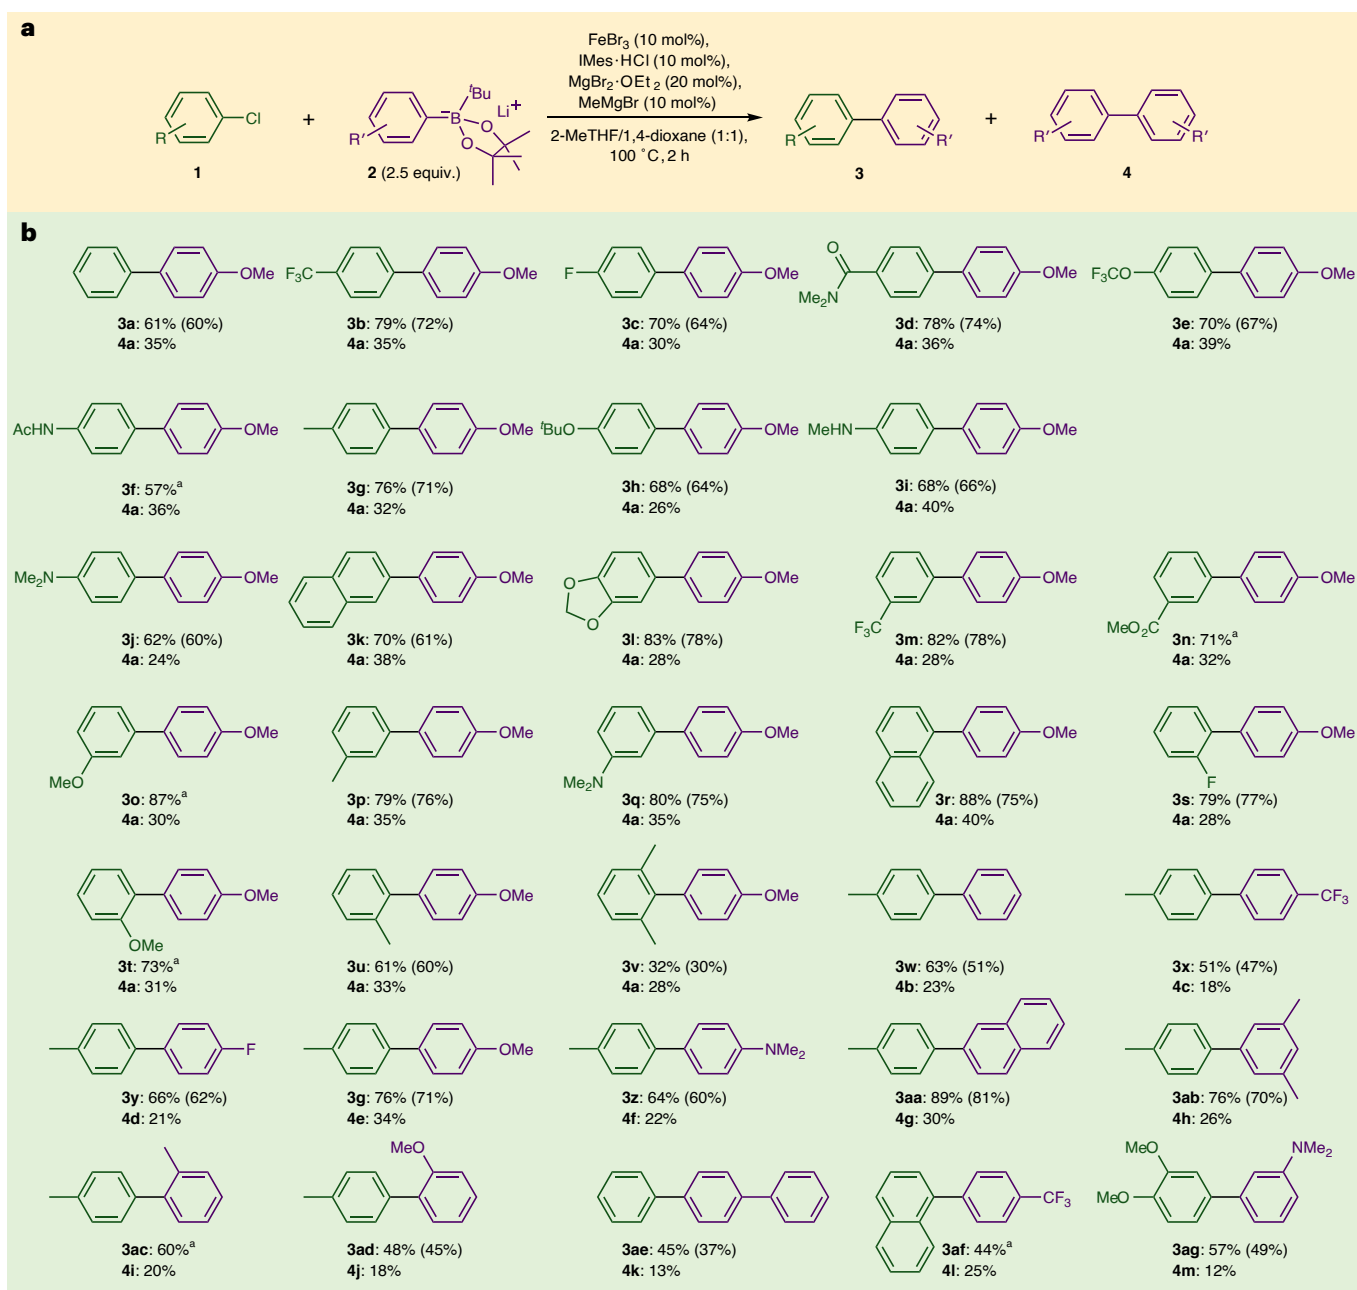 a
FeBr3 (10 mol%),
IMes·HCl (10 mol%),
MgBr2·OEt2 (20 mol%),
MeMgBr (10 mol%)
2-MeTHF/1,4-dioxane (1:1),
100 ˚C, 2 h
R Cl + R' B tBu O O Li+ R R' + R' R'
1 2 (2.5 equiv.) 3 4
b
OMe F3C OMe F OMe O Me2N OMe F3CO OMe
3a: 61% (60%) 3b: 79% (72%) 3c: 70% (64%) 3d: 78% (74%) 3e: 70% (67%)
4a: 35% 4a: 35% 4a: 30% 4a: 36% 4a: 39%
AcHN OMe OMe tBuO OMe MeHN OMe
3f: 57%a 3g: 76% (71%) 3h: 68% (64%) 3i: 68% (66%)
4a: 36% 4a: 32% 4a: 26% 4a: 40%
Me2N OMe OMe O O OMe F3C OMe MeO2C OMe
3j: 62% (60%) 3k: 70% (61%) 3l: 83% (78%) 3m: 82% (78%) 3n: 71%a
4a: 24% 4a: 38% 4a: 28% 4a: 28% 4a: 32%
MeO OMe OMe Me2N OMe OMe F OMe
3o: 87%a 3p: 79% (76%) 3q: 80% (75%) 3r: 88% (75%) 3s: 79% (77%)
4a: 30% 4a: 35% 4a: 35% 4a: 40% 4a: 28%
OMe OMe OMe OMe CF3
3t: 73%a 3u: 61% (60%) 3v: 32% (30%) 3w: 63% (51%) 3x: 51% (47%)
4a: 31% 4a: 33% 4a: 28% 4b: 23% 4c: 18%
F OMe NMe2
3y: 66% (62%) 3g: 76% (71%) 3z: 64% (60%) 3aa: 89% (81%) 3ab: 76% (70%)
4d: 21% 4e: 34% 4f: 22% 4g: 30% 4h: 26%
MeO CF3 MeO MeO NMe2
3ac: 60%a 3ad: 48% (45%) 3ae: 45% (37%) 3af: 44%a 3ag: 57% (49%)
4i: 20% 4j: 18% 4k: 13% 4l: 25% 4m: 12%